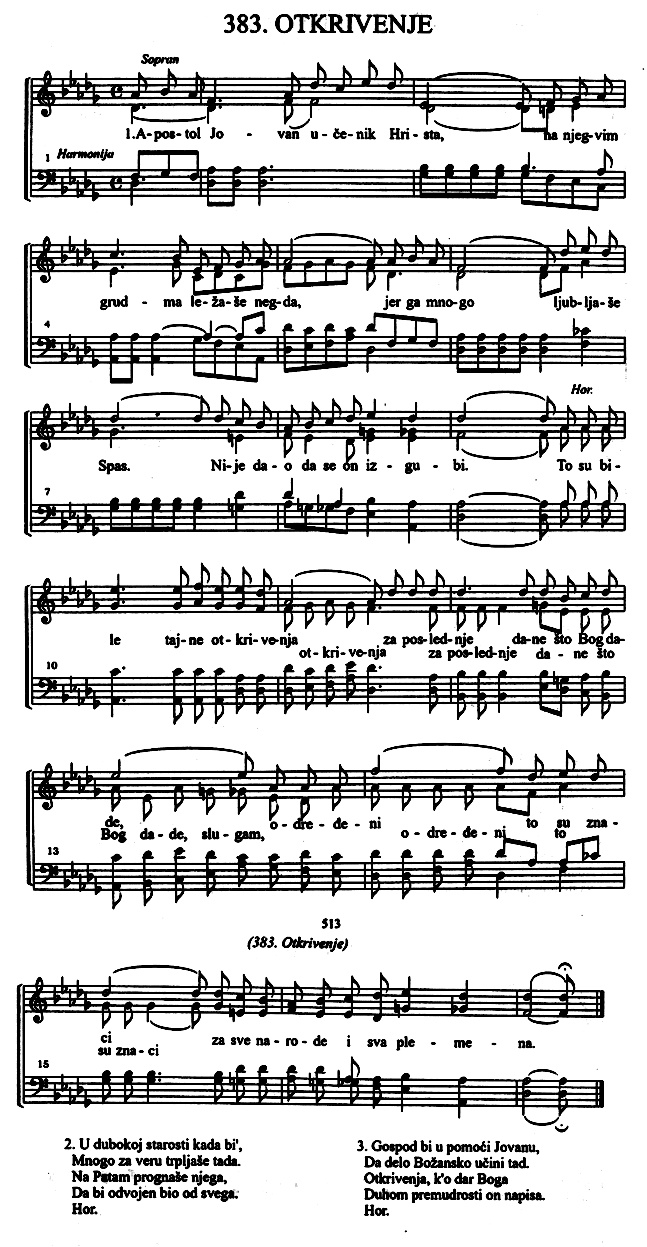 383. OTKRIVENJE
Sopran
1.A-pos-tol Jo - van u-če-nik Hri-sta, na njeg-vim
1 Harmonija
grud - ma le-ža-še neg-da, jer ga mno-go ljub-lja-še
4
Hor.
Spas. Ni-je da-o da se on iz-gu-bi. To su bi-
7
le taj-ne ot-kri-ve-nja za pos-led-nje da-ne što Bog da-
ot-kri-ve-nja za pos-led-nje da - ne što
10
de, o-dre-đe-ni to su zna-
Bog da-de, slu-gam, o-dre-đe-ni to
13
513
(383. Otkrivenje)
ci za sve na-ro-de i sva ple - me - na.
su zna-ci
15
2. U dubokoj starosti kada bi',
Mnogo za veru trpljaše tada.
Na Patam prognaše njega,
Da bi odvojen bio od svega.
Hor.
3. Gospod bi u pomoći Jovanu,
Da delo Božansko učini tad.
Otkrivenja, k'o dar Boga
Duhom premudrosti on napisa.
Hor.